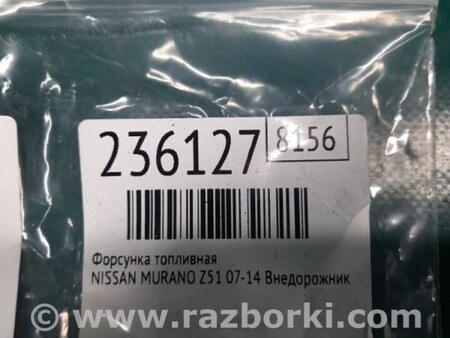 236127 8156
Форсунка топливная
NISSAN MURANO Z51 07-14 Внедорожник
www.razborki.com